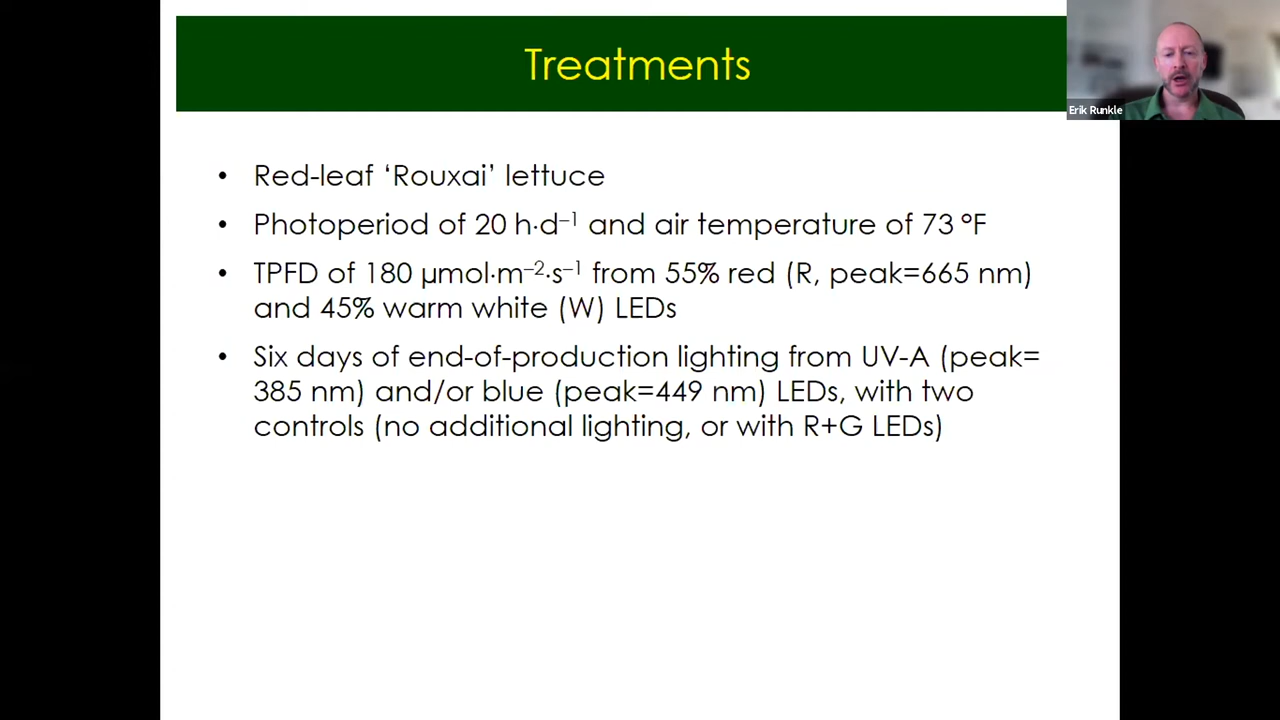 Treatments
Erik Runkle
• Red-leaf ‘Rouxai’ lettuce
• Photoperiod of 20 h·d⁻¹ and air temperature of 73 °F
• TPFD of 180 µmol·m⁻²·s⁻¹ from 55% red (R, peak=665 nm)
and 45% warm white (W) LEDs
• Six days of end-of-production lighting from UV-A (peak=
385 nm) and/or blue (peak=449 nm) LEDs, with two
controls (no additional lighting, or with R+G LEDs)